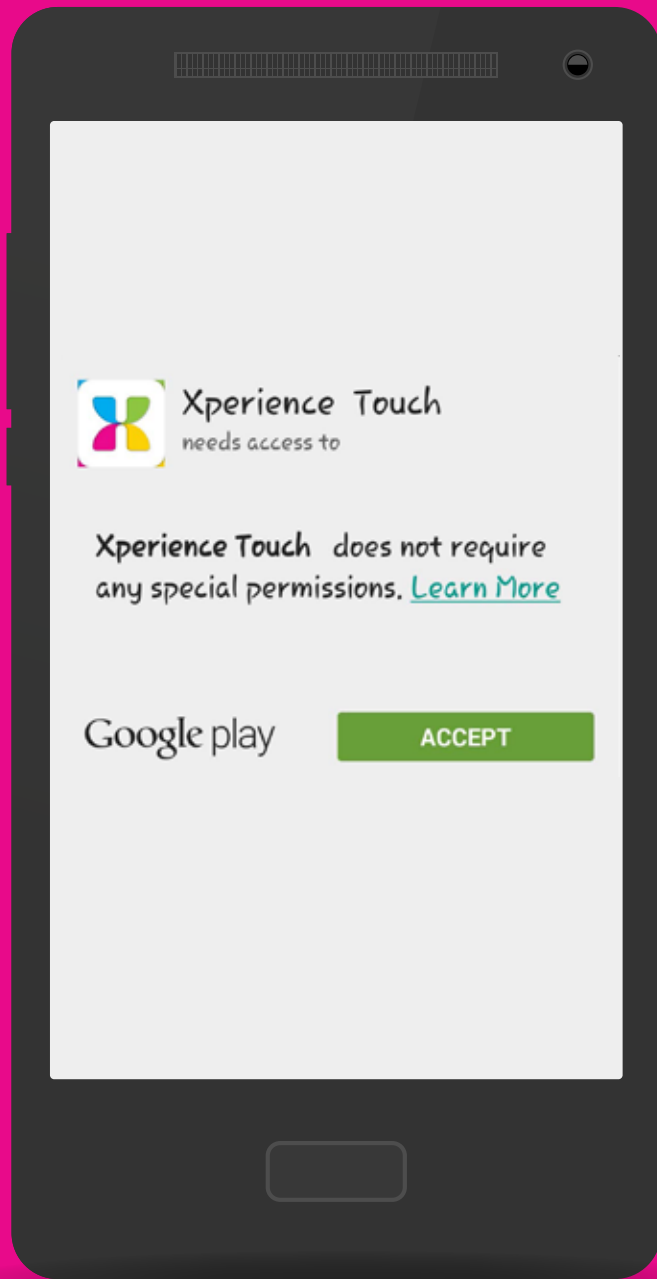 Xperience Touch
needs access to
Xperience Touch does not require
any special permissions. Learn More
Google play
ACCEPT